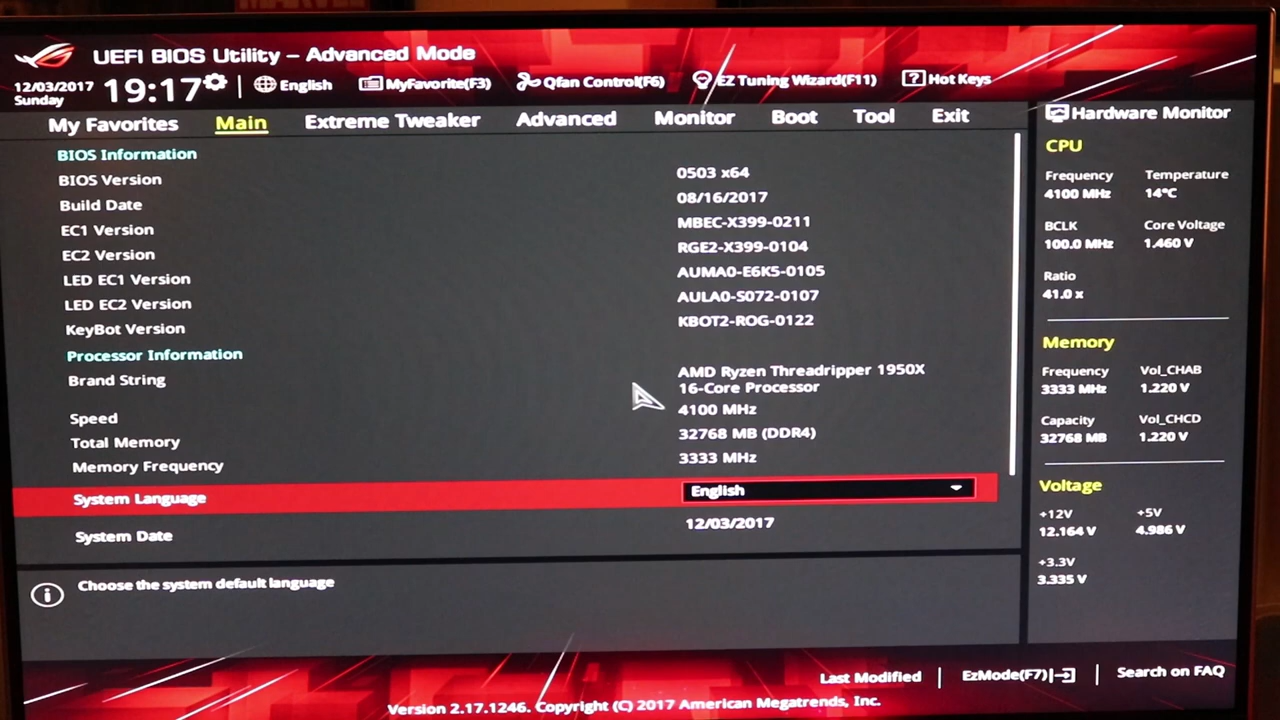 UEFI BIOS Utility – Advanced Mode
12/03/2017
Sunday
19:17
English
MyFavorite(F3)
Qfan Control(F6)
EZ Tuning Wizard(F11)
? Hot Keys
My Favorites Main Extreme Tweaker Advanced Monitor Boot Tool Exit
BIOS Information
BIOS Version 0503 x64
Build Date 08/16/2017
EC1 Version MBEC-X399-0211
EC2 Version RGE2-X399-0104
LED EC1 Version AUMA0-E6K5-0105
LED EC2 Version AULA0-S072-0107
KeyBot Version KBOT2-ROG-0122
Processor Information
Brand String AMD Ryzen Threadripper 1950X
16-Core Processor
Speed 4100 MHz
Total Memory 32768 MB (DDR4)
Memory Frequency 3333 MHz
System Language English
System Date 12/03/2017
i Choose the system default language
Hardware Monitor
CPU
Frequency Temperature
4100 MHz 14°C
BCLK Core Voltage
100.0 MHz 1.460 V
Ratio
41.0 x
Memory
Frequency Vol_CHAB
3333 MHz 1.220 V
Capacity Vol_CHCD
32768 MB 1.220 V
Voltage
+12V +5V
12.164 V 4.986 V
+3.3V
3.335 V
Last Modified | EzMode(F7) | Search on FAQ
Version 2.17.1246. Copyright (C) 2017 American Megatrends, Inc.